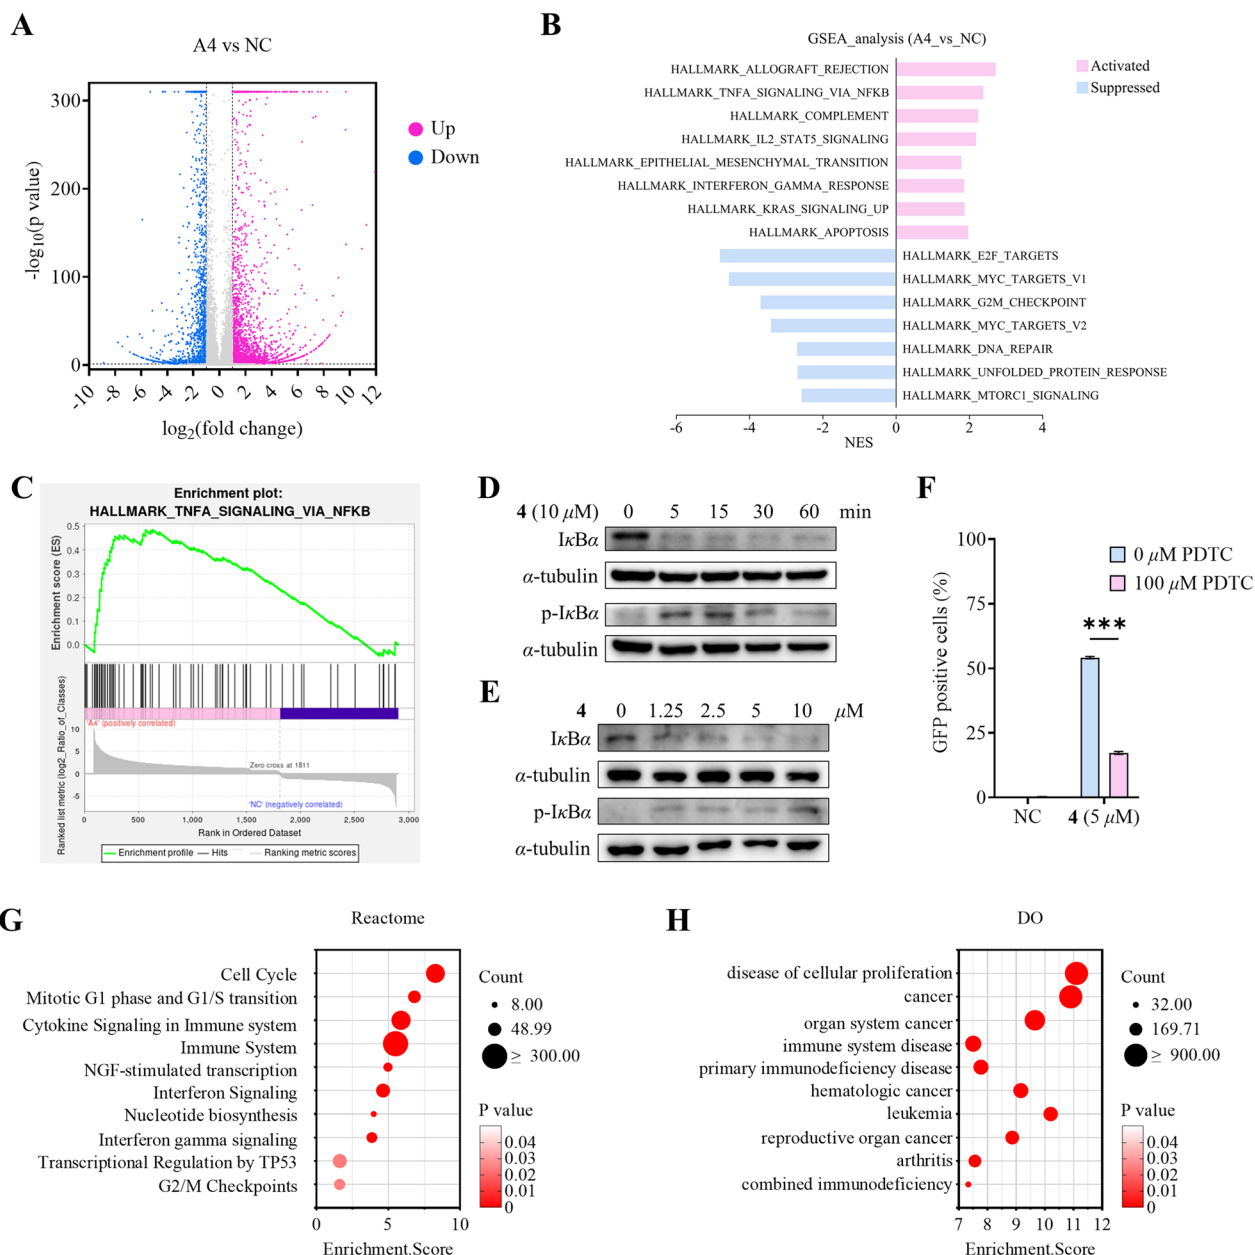 A
A4 vs NC
300
200
100
0
-log10(p value)
-10 -8 -6 -4 -2 0 2 4 6 8 10 12
log2(fold change)
Up
Down
B
GSEA_analysis (A4_vs_NC)
HALLMARK_ALLOGRAFT_REJECTION
HALLMARK_TNFA_SIGNALING_VIA_NFKB
HALLMARK_COMPLEMENT
HALLMARK_IL2_STAT5_SIGNALING
HALLMARK_EPITHELIAL_MESENCHYMAL_TRANSITION
HALLMARK_INTERFERON_GAMMA_RESPONSE
HALLMARK_KRAS_SIGNALING_UP
HALLMARK_APOPTOSIS
HALLMARK_E2F_TARGETS
HALLMARK_MYC_TARGETS_V1
HALLMARK_G2M_CHECKPOINT
HALLMARK_MYC_TARGETS_V2
HALLMARK_DNA_REPAIR
HALLMARK_UNFOLDED_PROTEIN_RESPONSE
HALLMARK_MTORC1_SIGNALING
-6 -4 -2 0 2 4
NES
Activated
Suppressed
C
Enrichment plot:
HALLMARK_TNFA_SIGNALING_VIA_NFKB
Enrichment score (ES)
0.5
0.4
0.3
0.2
0.1
0.0
'A4' (positively correlated)
Ranked list metric (log2_Ratio_of_Classes)
10
5
0
-5
Zero cross at 1811
'NC' (negatively correlated)
0 500 1,000 1,500 2,000 2,500 3,000
Rank in Ordered Dataset
Enrichment profile Hits Ranking metric scores
D
4 (10 μM) 0 5 15 30 60 min
IκBα
α-tubulin
p-IκBα
α-tubulin
E
4 0 1.25 2.5 5 10 μM
IκBα
α-tubulin
p-IκBα
α-tubulin
F
GFP positive cells (%)
100
75
50
25
0
0 μM PDTC
100 μM PDTC
***
NC 4 (5 μM)
G
Reactome
Cell Cycle
Mitotic G1 phase and G1/S transition
Cytokine Signaling in Immune system
Immune System
NGF-stimulated transcription
Interferon Signaling
Nucleotide biosynthesis
Interferon gamma signaling
Transcriptional Regulation by TP53
G2/M Checkpoints
0 5 10
Enrichment.Score
Count
8.00
48.99
≥ 300.00
P value
0.04
0.03
0.02
0.01
0
H
DO
disease of cellular proliferation
cancer
organ system cancer
immune system disease
primary immunodeficiency disease
hematologic cancer
leukemia
reproductive organ cancer
arthritis
combined immunodeficiency
7 8 9 10 11 12
Enrichment.Score
Count
32.00
169.71
≥ 900.00
P value
0.04
0.03
0.02
0.01
0